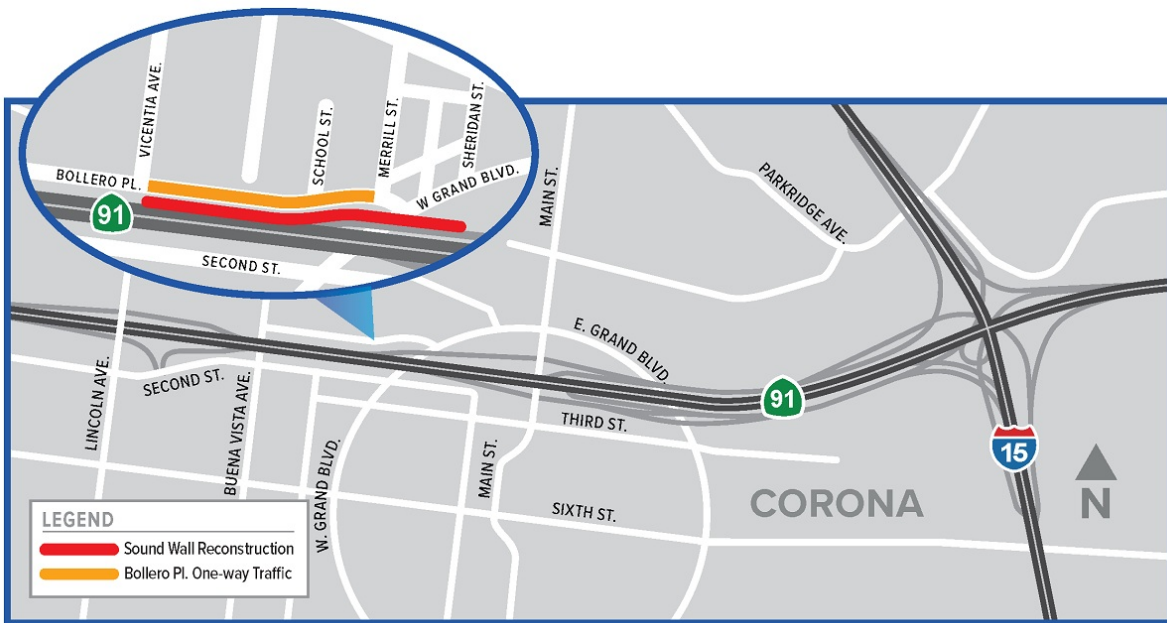 VICENTIA AVE.
SCHOOL ST.
MERRILL ST.
SHERIDAN ST.
BOLLERO PL.
W GRAND BLVD.
91
SECOND ST.
MAIN ST.
PARKRIDGE AVE.
E. GRAND BLVD.
LINCOLN AVE.
SECOND ST.
BUENA VISTA AVE.
W. GRAND BLVD.
MAIN ST.
THIRD ST.
91
15
SIXTH ST.
CORONA
N
LEGEND
Sound Wall Reconstruction
Bollero Pl. One-way Traffic